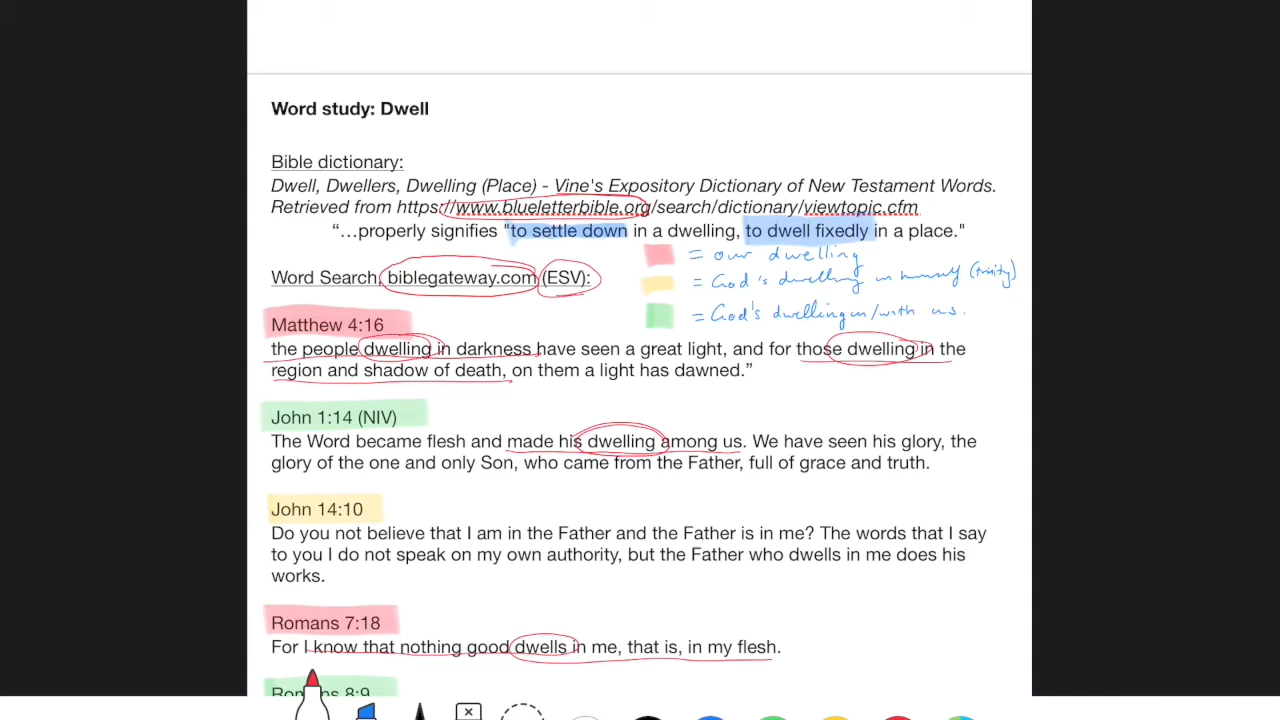 Word study: Dwell
Bible dictionary:
Dwell, Dwellers, Dwelling (Place) - Vine's Expository Dictionary of New Testament Words.
Retrieved from https://www.blueletterbible.org/search/dictionary/viewtopic.cfm
“…properly signifies "to settle down in a dwelling, to dwell fixedly in a place."
= our dwelling
Word Search, biblegateway.com (ESV):
= God's dwelling in himself (trinity)
= God's dwelling in/with us.
Matthew 4:16
the people dwelling in darkness have seen a great light, and for those dwelling in the
region and shadow of death, on them a light has dawned.”
John 1:14 (NIV)
The Word became flesh and made his dwelling among us. We have seen his glory, the
glory of the one and only Son, who came from the Father, full of grace and truth.
John 14:10
Do you not believe that I am in the Father and the Father is in me? The words that I say
to you I do not speak on my own authority, but the Father who dwells in me does his
works.
Romans 7:18
For I know that nothing good dwells in me, that is, in my flesh.
Romans 8:9